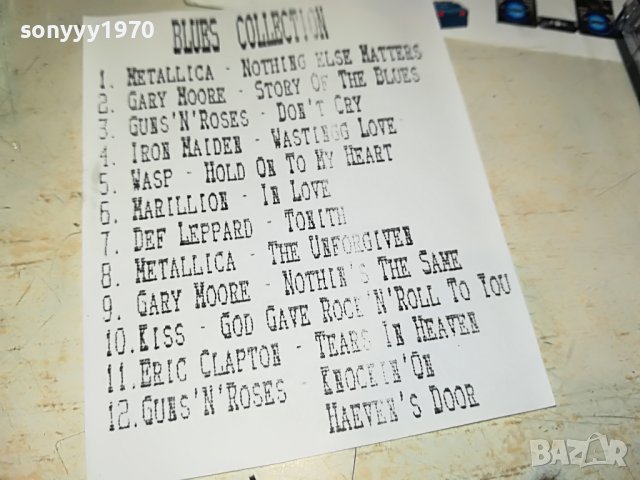 sonyyy1970
BLUES COLLECTION
1. METALLICA - NOTHING ELSE MATTERS
2. GARY MOORE - STORY OF THE BLUES
3. GUNS'N'ROSES - DON'T CRY
4. IRON MAIDEN - WASTINGG LOVE
5. WASP - HOLD ON TO MY HEART
6. MARILLION - IN LOVE
7. DEF LEPPARD - TONITH
8. METALLICA - THE UNFORGIVEN
9. GARY MOORE - NOTHIN'S THE SAME
10. KISS - GOD GAVE ROCK'N'ROLL TO YOU
11. ERIC CLAPTON - TEARS IN HEAVEN
12. GUNS'N'ROSES - KNOCKIN'ON
HAEVEN'S DOOR
BAZAR